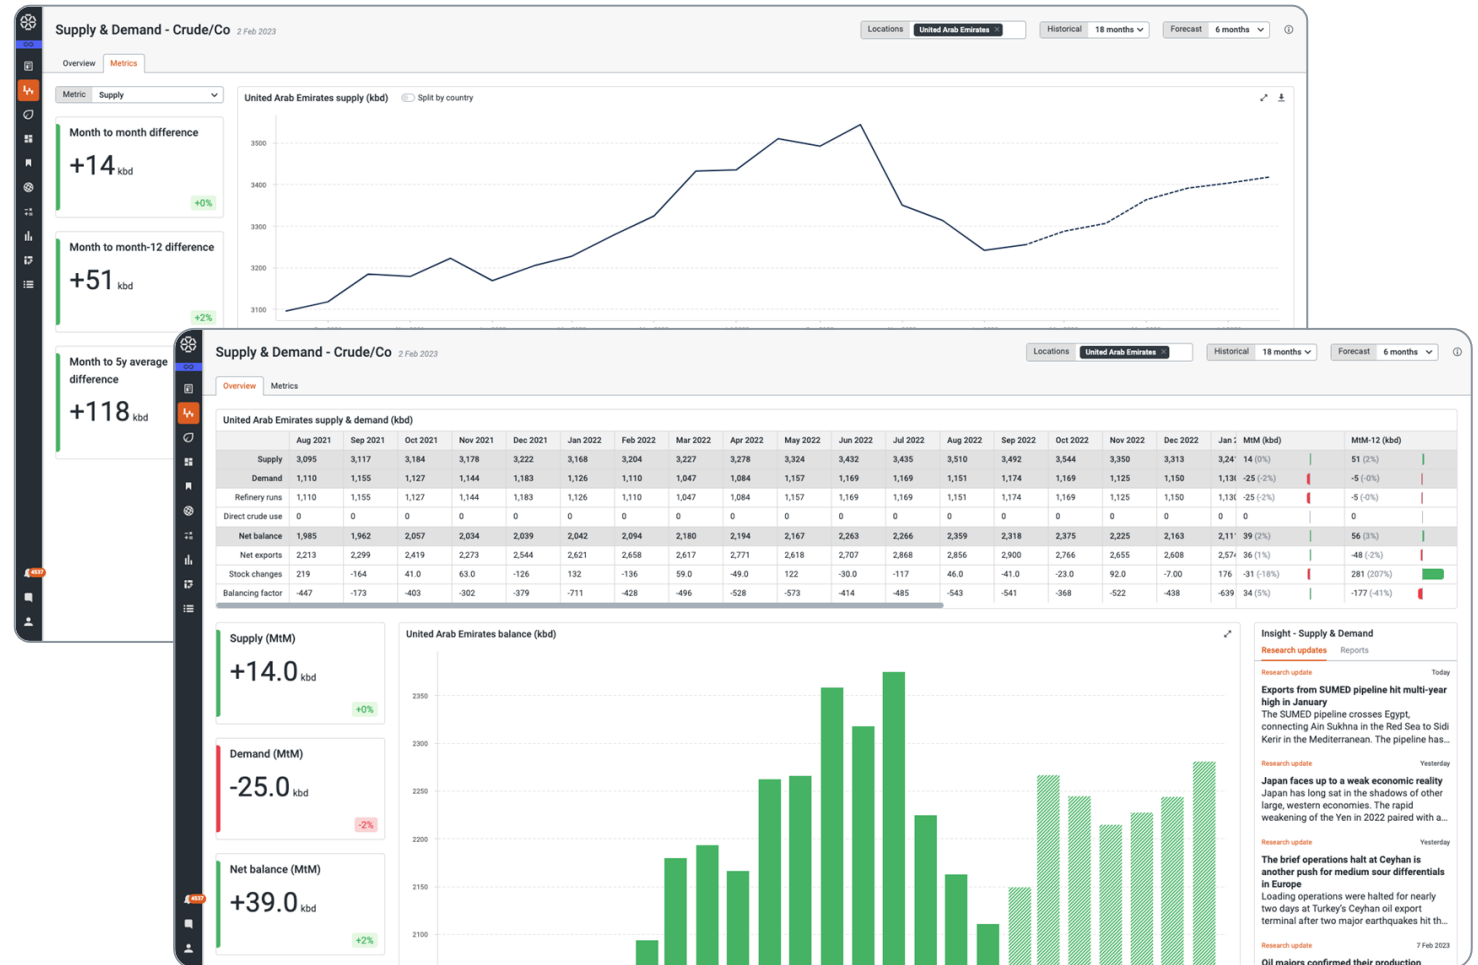 Supply & Demand - Crude/Co 2 Feb 2023
Locations United Arab Emirates ×
Historical 18 months
Forecast 6 months
Overview Metrics
Metric Supply
Month to month difference
+14 kbd
+0%
Month to month-12 difference
+51 kbd
+2%
Month to 5y average
difference
+118 kbd
United Arab Emirates supply (kbd) Split by country
3500
3400
3300
3200
3100
4937
Supply & Demand - Crude/Co 2 Feb 2023
Locations United Arab Emirates ×
Historical 18 months
Forecast 6 months
Overview Metrics
United Arab Emirates supply & demand (kbd)
Aug 2021 Sep 2021 Oct 2021 Nov 2021 Dec 2021 Jan 2022 Feb 2022 Mar 2022 Apr 2022 May 2022 Jun 2022 Jul 2022 Aug 2022 Sep 2022 Oct 2022 Nov 2022 Dec 2022 Jan MtM (kbd) MtM-12 (kbd)
Supply 3,095 3,117 3,184 3,178 3,222 3,168 3,204 3,227 3,278 3,324 3,432 3,435 3,510 3,492 3,544 3,350 3,313 3,24 14 (0%) 51 (2%)
Demand 1,110 1,155 1,127 1,144 1,183 1,126 1,110 1,047 1,084 1,157 1,169 1,169 1,151 1,174 1,169 1,125 1,150 1,130 -25 (-2%) -5 (-0%)
Refinery runs 1,110 1,155 1,127 1,144 1,183 1,126 1,110 1,047 1,084 1,157 1,169 1,169 1,151 1,174 1,169 1,125 1,150 1,130 -25 (-2%) -5 (-0%)
Direct crude use 0 0 0 0 0 0 0 0 0 0 0 0 0 0 0 0 0 0 0 0
Net balance 1,985 1,962 2,057 2,034 2,039 2,042 2,094 2,180 2,194 2,167 2,263 2,266 2,359 2,318 2,375 2,225 2,163 2,11 39 (2%) 56 (3%)
Net exports 2,213 2,299 2,419 2,273 2,544 2,621 2,658 2,617 2,771 2,618 2,707 2,868 2,856 2,900 2,766 2,655 2,608 2,574 36 (1%) -48 (-2%)
Stock changes 219 -164 41.0 63.0 -126 132 -136 59.0 -49.0 122 -30.0 -117 46.0 -41.0 -23.0 92.0 -7.00 176 -31 (-18%) 281 (207%)
Balancing factor -447 -173 -403 -302 -379 -711 -428 -496 -528 -573 -414 -485 -543 -541 -368 -522 -438 -639 34 (5%) -177 (-41%)
Supply (MtM)
+14.0 kbd
+0%
Demand (MtM)
-25.0 kbd
-2%
Net balance (MtM)
+39.0 kbd
+2%
4937
United Arab Emirates balance (kbd)
2350
2300
2250
2200
2150
2100
Insight - Supply & Demand
Research updates Reports
Research update Today
Exports from SUMED pipeline hit multi-year
high in January
The SUMED pipeline crosses Egypt,
connecting Ain Sukhna in the Red Sea to Sidi
Kerir in the Mediterranean. The pipeline has...
Research update Yesterday
Japan faces up to a weak economic reality
Japan has long sat in the shadows of other
large, western economies. The rapid
weakening of the Yen in 2022 paired with a...
Research update Yesterday
The brief operations halt at Ceyhan is
another push for medium sour differentials
in Europe
Loading operations were halted for nearly
two days at Turkey's Ceyhan oil export
terminal after two major earthquakes hit th...
Research update 7 Feb 2023
Oil majors confirmed their production